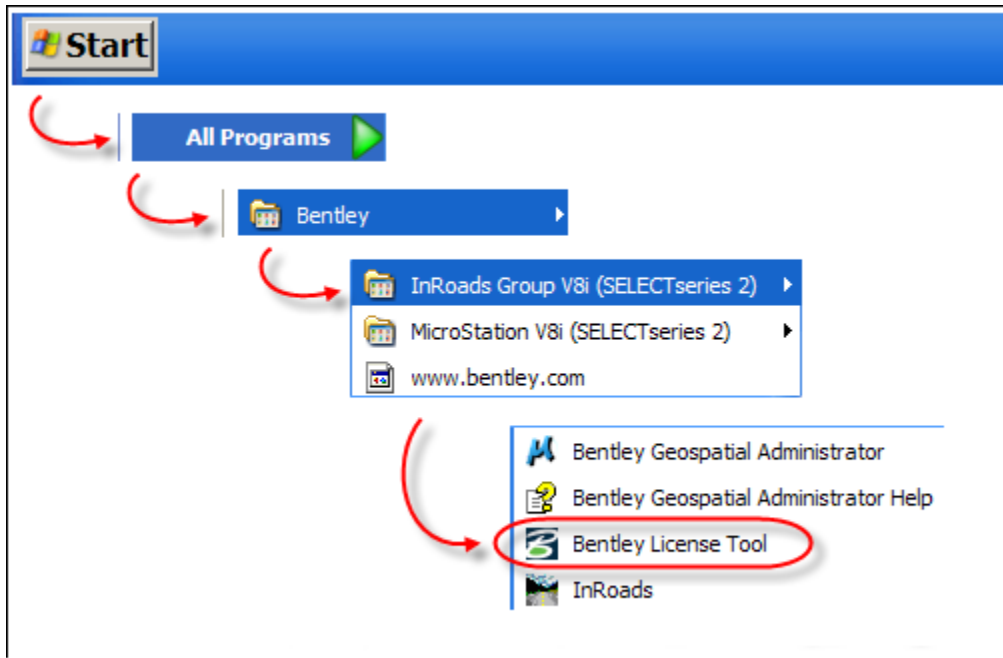 Start
All Programs
Bentley
InRoads Group V8i (SELECTseries 2)
MicroStation V8i (SELECTseries 2)
www.bentley.com
Bentley Geospatial Administrator
Bentley Geospatial Administrator Help
Bentley License Tool
InRoads